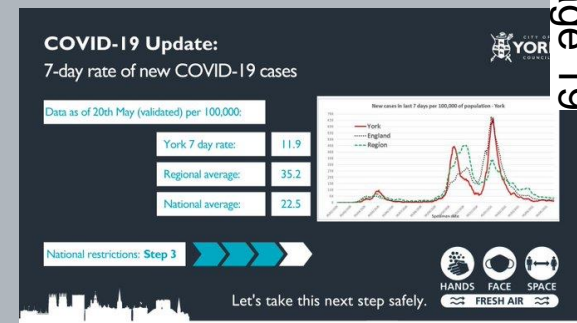 COVID-19 Update:
7-day rate of new COVID-19 cases
CITY OF
YORK
COUNCIL
ge 19
Data as of 20th May (validated) per 100,000:
York 7 day rate: 11.9
Regional average: 35.2
National average: 22.5
New cases in last 7 days per 100,000 of population - York
York
England
Region
National restrictions: Step 3
HANDS FACE SPACE
FRESH AIR
Let's take this next step safely.